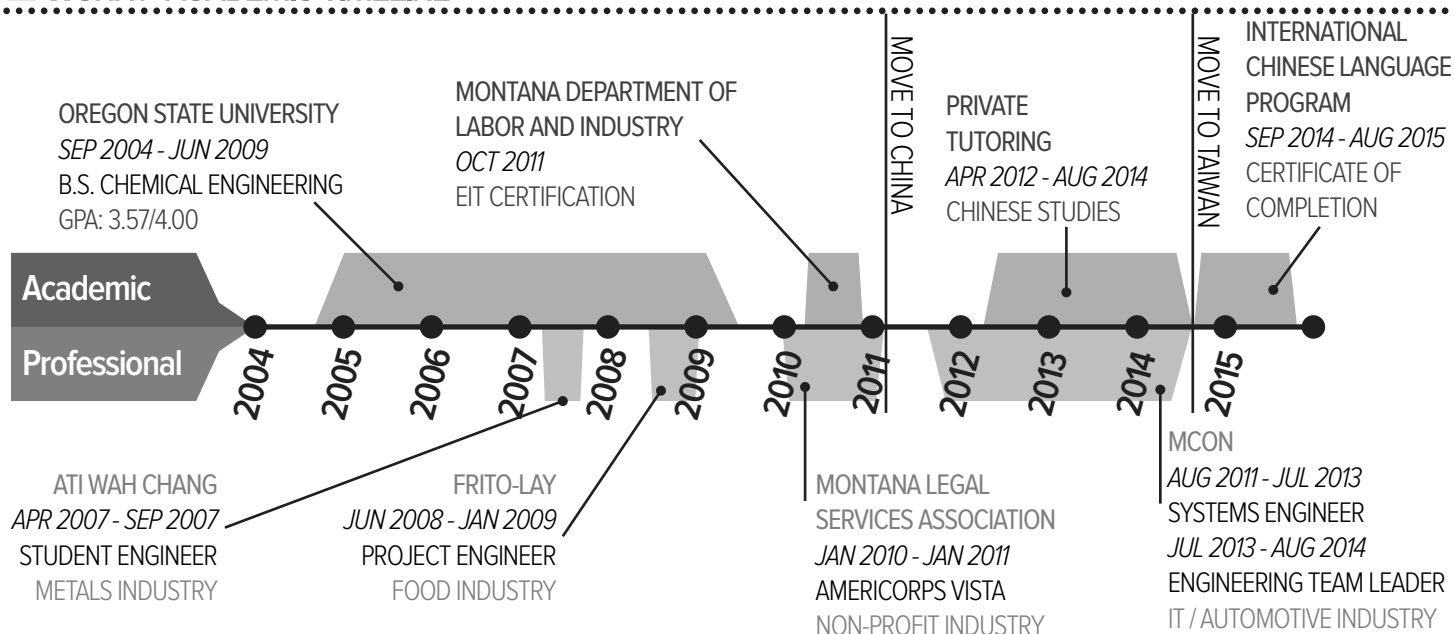 OREGON STATE UNIVERSITY
SEP 2004 - JUN 2009
B.S. CHEMICAL ENGINEERING
GPA: 3.57/4.00
MONTANA DEPARTMENT OF
LABOR AND INDUSTRY
OCT 2011
EIT CERTIFICATION
MOVE TO CHINA
PRIVATE
TUTORING
APR 2012 - AUG 2014
CHINESE STUDIES
MOVE TO TAIWAN
INTERNATIONAL
CHINESE LANGUAGE
PROGRAM
SEP 2014 - AUG 2015
CERTIFICATE OF
COMPLETION
Academic
Professional
2004
2005
2006
2007
2008
2009
2010
2011
2012
2013
2014
2015
ATI WAH CHANG
APR 2007 - SEP 2007
STUDENT ENGINEER
METALS INDUSTRY
FRITO-LAY
JUN 2008 - JAN 2009
PROJECT ENGINEER
FOOD INDUSTRY
MONTANA LEGAL
SERVICES ASSOCIATION
JAN 2010 - JAN 2011
AMERICORPS VISTA
NON-PROFIT INDUSTRY
MCON
AUG 2011 - JUL 2013
SYSTEMS ENGINEER
JUL 2013 - AUG 2014
ENGINEERING TEAM LEADER
IT / AUTOMOTIVE INDUSTRY